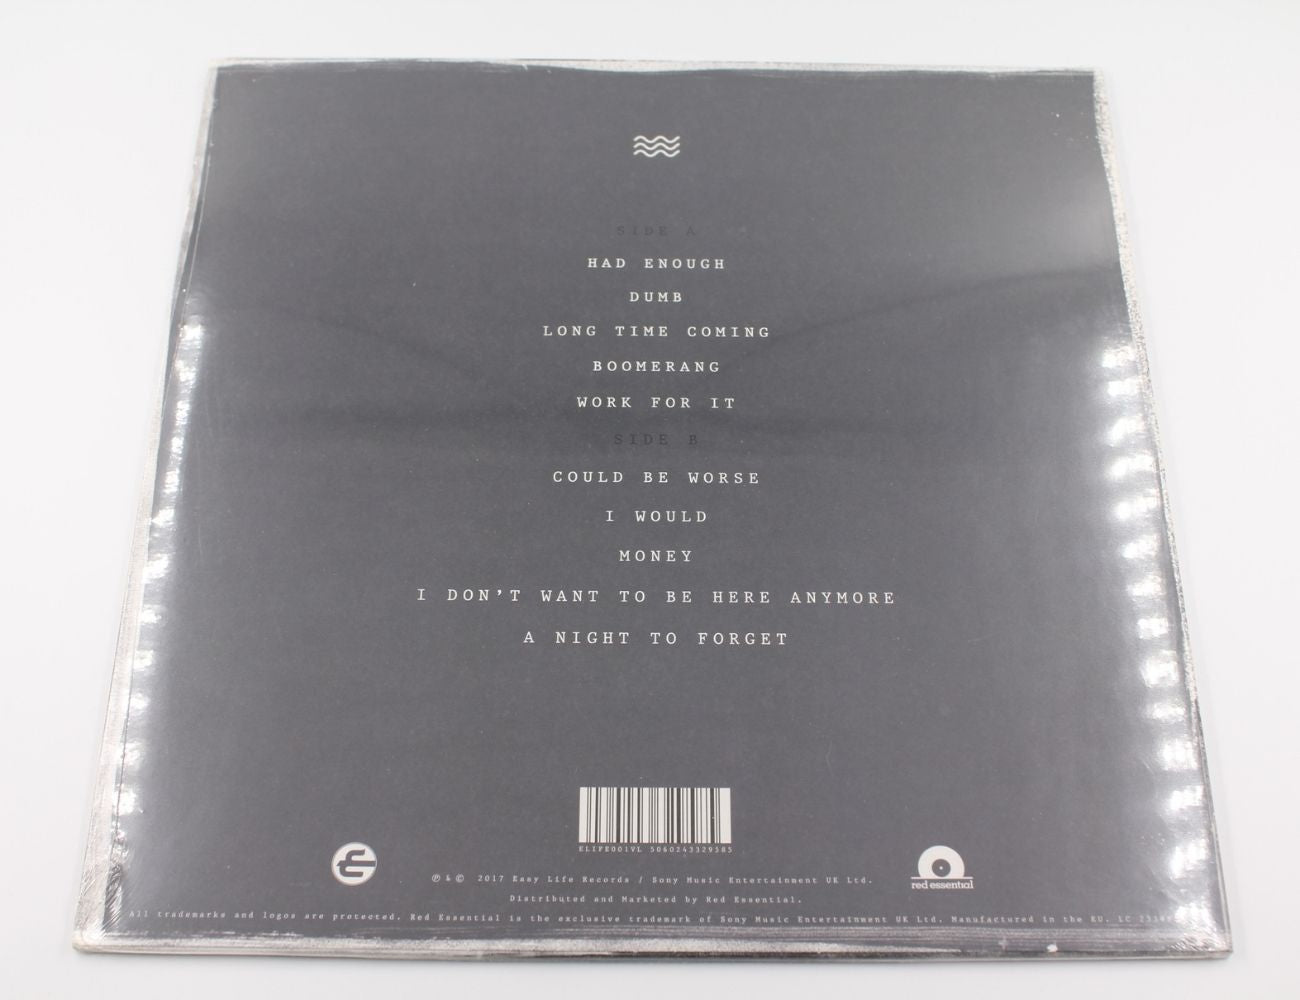 SIDE A
HAD ENOUGH
DUMB
LONG TIME COMING
BOOMERANG
WORK FOR IT
SIDE B
COULD BE WORSE
I WOULD
MONEY
I DON'T WANT TO BE HERE ANYMORE
A NIGHT TO FORGET
ELIFE001VL 5060243329585
red essential
℗ & © 2017 Easy Life Records / Sony Music Entertainment UK Ltd.
Distributed and Marketed by Red Essential.
All trademarks and logos are protected. Red Essential is the exclusive trademark of Sony Music Entertainment UK Ltd. Manufactured in the EU. LC